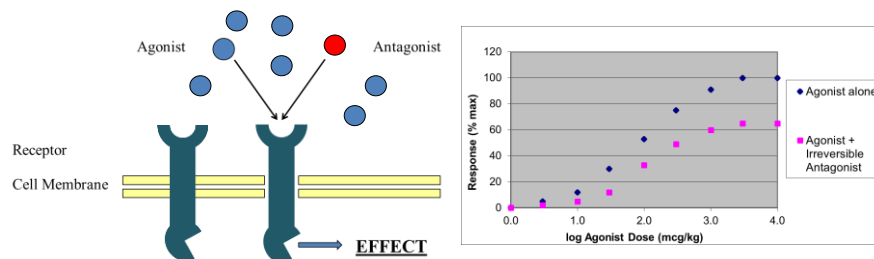 Agonist
Antagonist
Receptor
Cell Membrane
EFFECT
120
100
80
60
40
20
0
Response (% max)
0.0 1.0 2.0 3.0 4.0
log Agonist Dose (mcg/kg)
Agonist alone
Agonist +
Irreversible
Antagonist